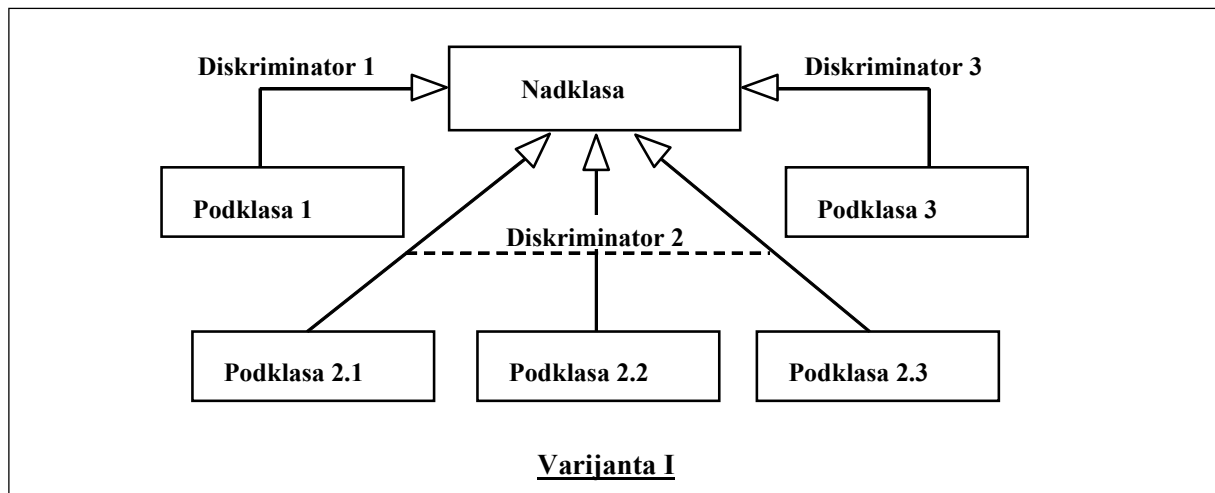 Diskriminator 1
Nadklasa
Diskriminator 3
Podklasa 1
Podklasa 3
Diskriminator 2
Podklasa 2.1
Podklasa 2.2
Podklasa 2.3
Varijanta I